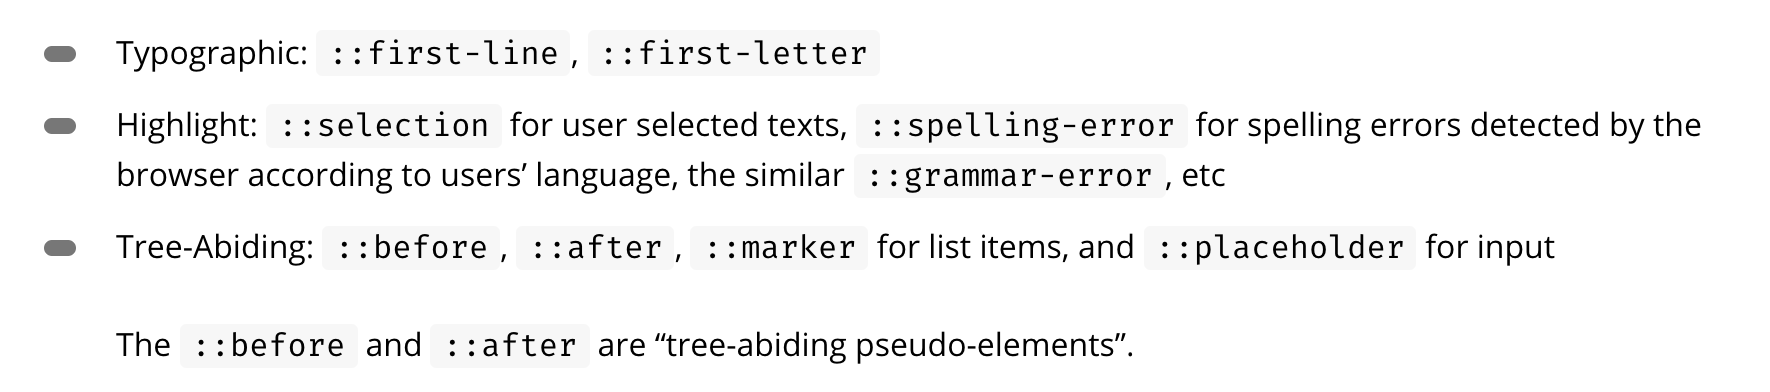 Typographic: ::first-line, ::first-letter
Highlight: ::selection for user selected texts, ::spelling-error for spelling errors detected by the
browser according to users’ language, the similar ::grammar-error, etc
Tree-Abiding: ::before, ::after, ::marker for list items, and ::placeholder for input
The ::before and ::after are “tree-abiding pseudo-elements”.